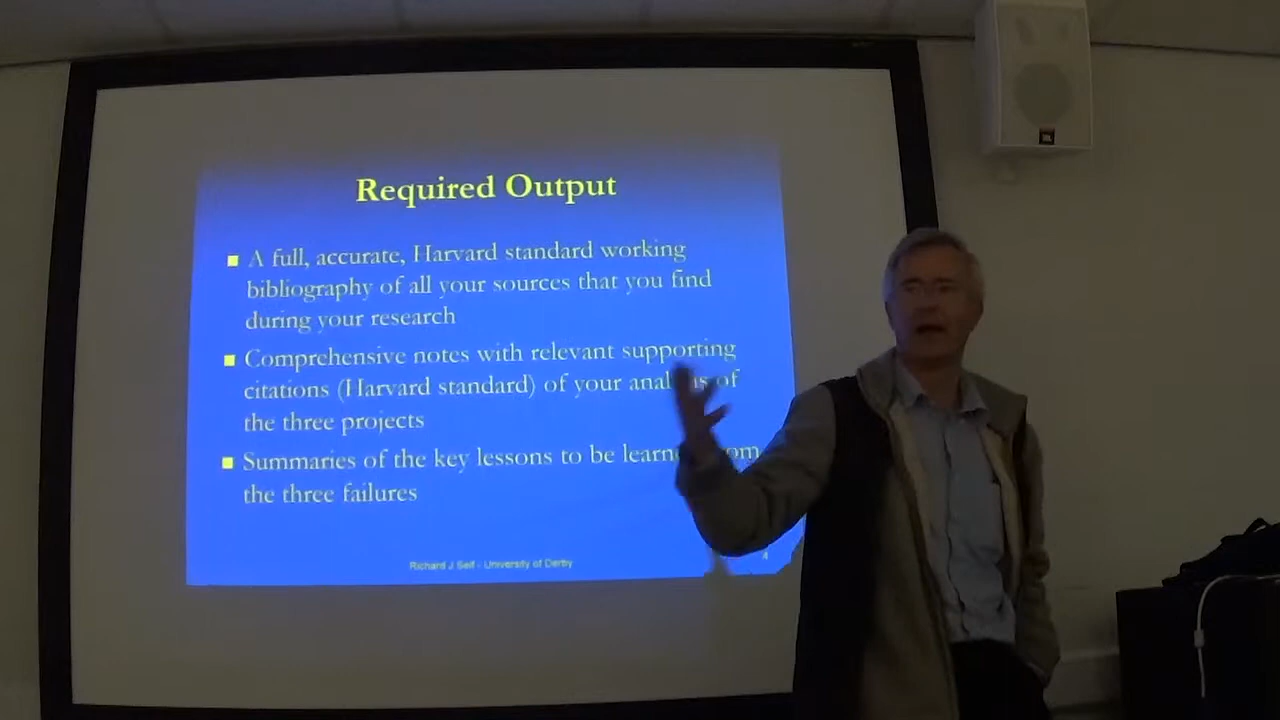 Required Output
A full, accurate, Harvard standard working
bibliography of all your sources that you find
during your research
Comprehensive notes with relevant supporting
citations (Harvard standard) of your of
the three projects
Summaries of the key lessons to be
the three failures
Richard J Self - University of Derby
4